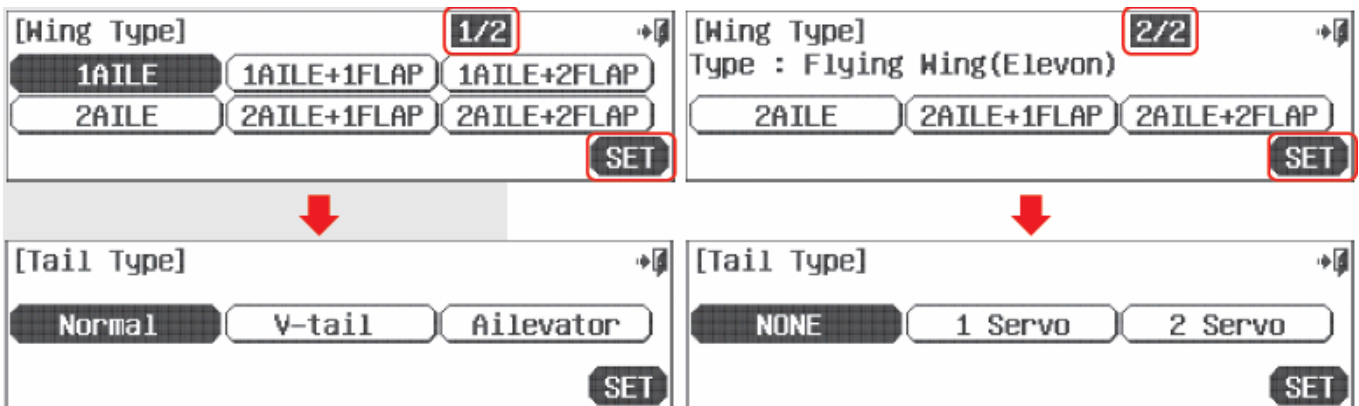 [Wing Type] 1/2
1AILE 1AILE+1FLAP 1AILE+2FLAP
2AILE 2AILE+1FLAP 2AILE+2FLAP
SET
[Tail Type]
Normal V-tail Ailevator
SET
[Wing Type] 2/2
Type : Flying Wing(Elevon)
2AILE 2AILE+1FLAP 2AILE+2FLAP
SET
[Tail Type]
NONE 1 Servo 2 Servo
SET